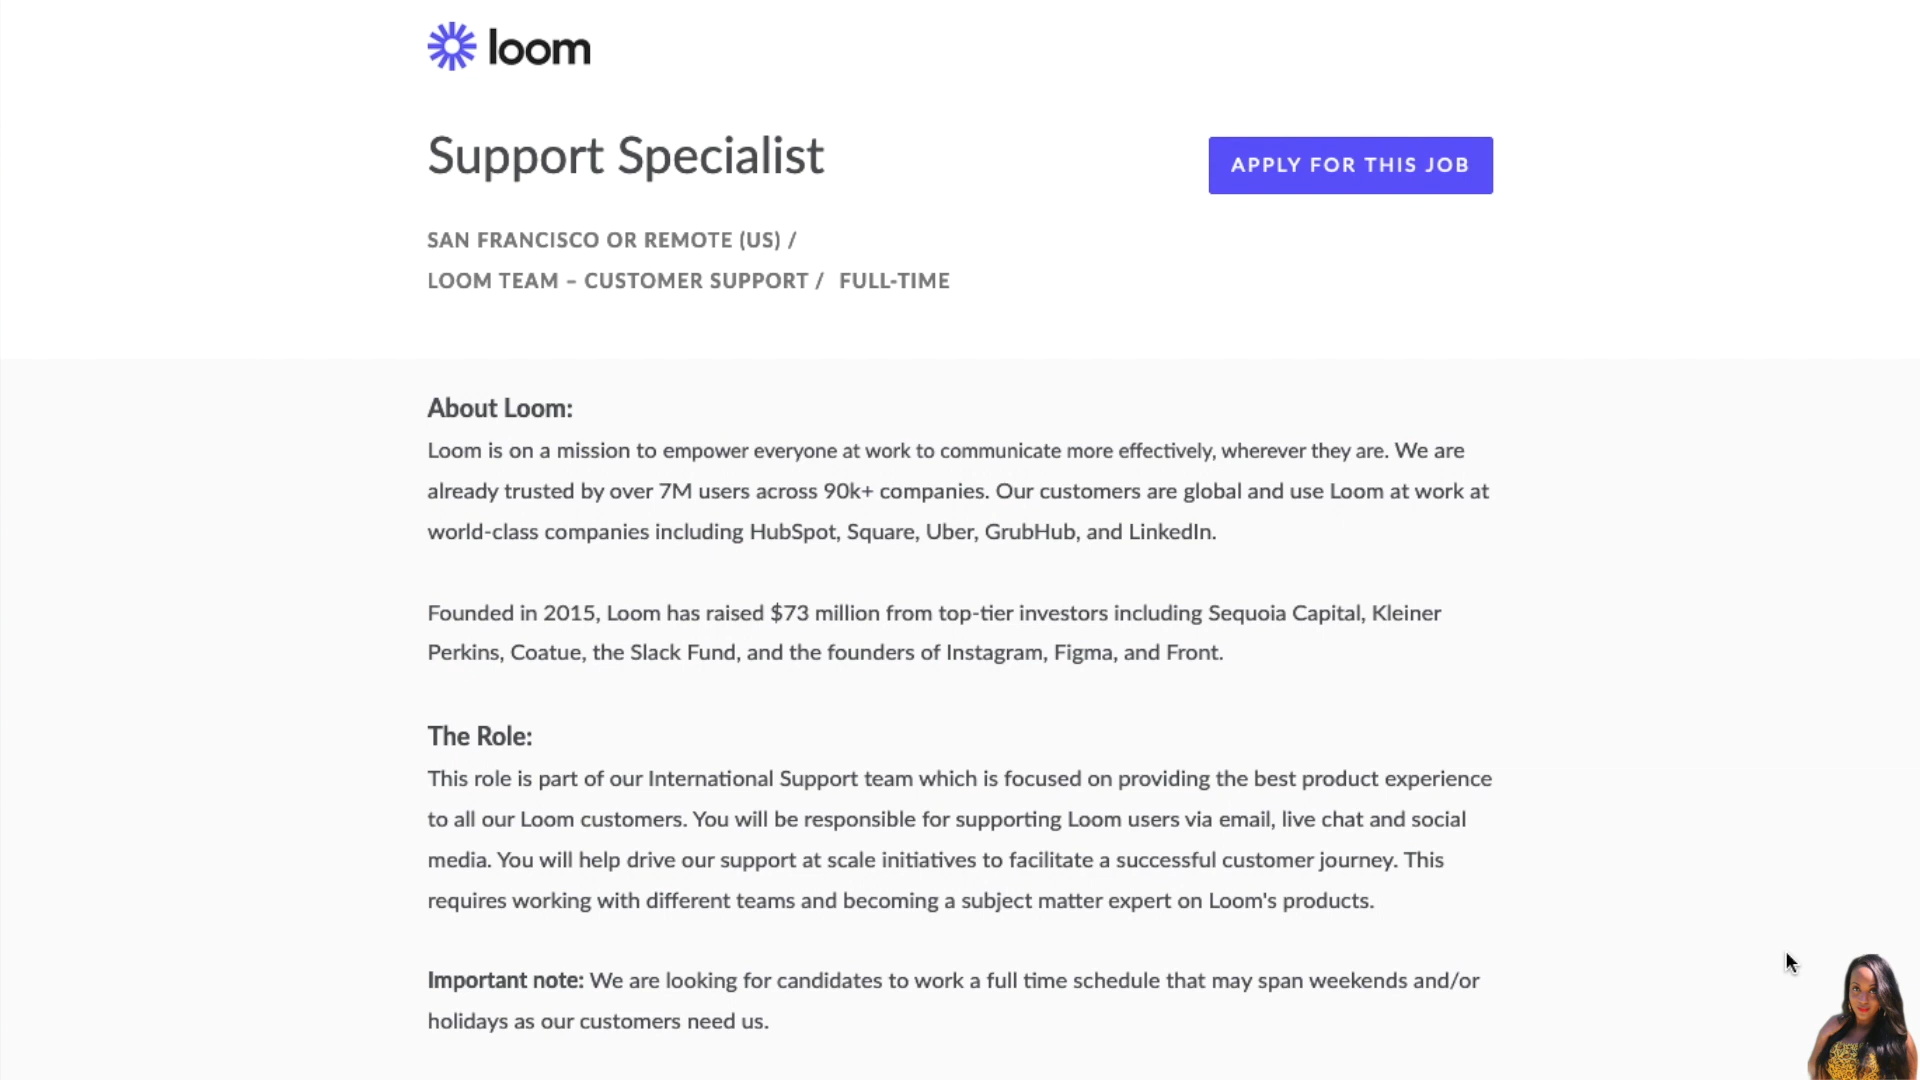 loom
Support Specialist
APPLY FOR THIS JOB
SAN FRANCISCO OR REMOTE (US) /
LOOM TEAM – CUSTOMER SUPPORT / FULL-TIME
About Loom:
Loom is on a mission to empower everyone at work to communicate more effectively, wherever they are. We are
already trusted by over 7M users across 90k+ companies. Our customers are global and use Loom at work at
world-class companies including HubSpot, Square, Uber, GrubHub, and LinkedIn.
Founded in 2015, Loom has raised $73 million from top-tier investors including Sequoia Capital, Kleiner
Perkins, Coatue, the Slack Fund, and the founders of Instagram, Figma, and Front.
The Role:
This role is part of our International Support team which is focused on providing the best product experience
to all our Loom customers. You will be responsible for supporting Loom users via email, live chat and social
media. You will help drive our support at scale initiatives to facilitate a successful customer journey. This
requires working with different teams and becoming a subject matter expert on Loom's products.
Important note: We are looking for candidates to work a full time schedule that may span weekends and/or
holidays as our customers need us.